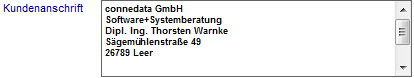 Kundenanschrift
connedata GmbH
Software+Systemberatung
Dipl. Ing. Thorsten Warnke
Sägemühlenstraße 49
26789 Leer